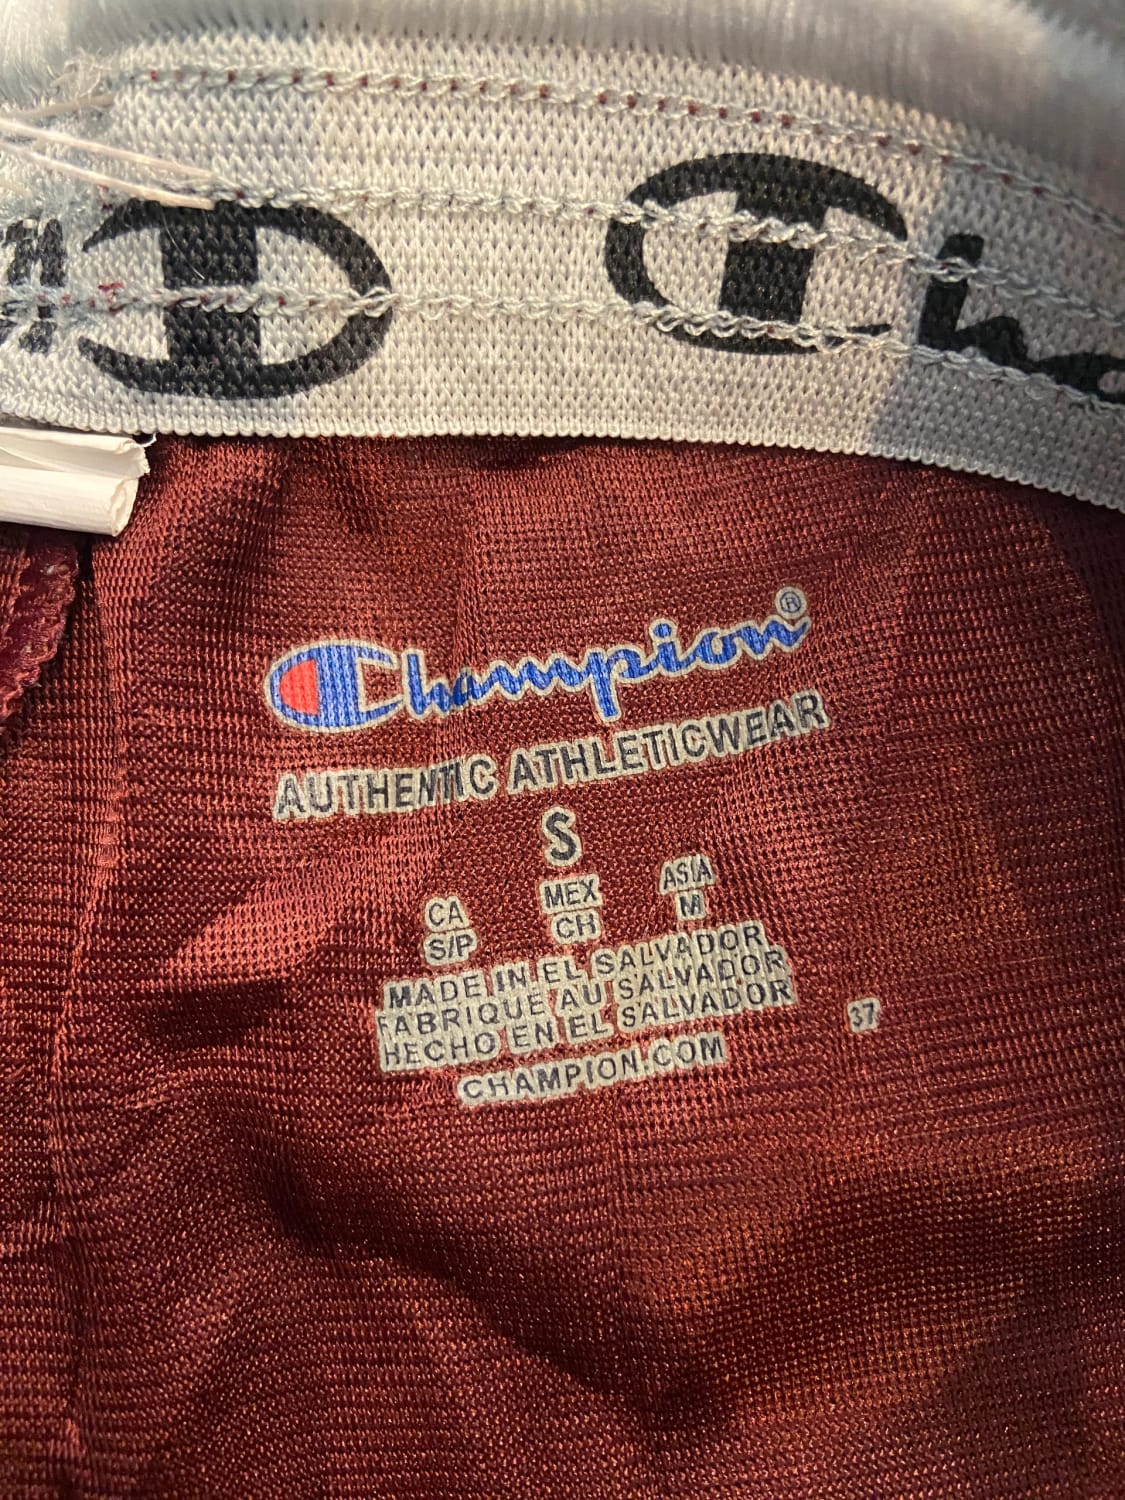 Champion®
AUTHENTIC ATHLETICWEAR
S
CA MEX ASIA
S/P CH M
MADE IN EL SALVADOR
FABRIQUE AU SALVADOR
HECHO EN EL SALVADOR
37
CHAMPION.COM